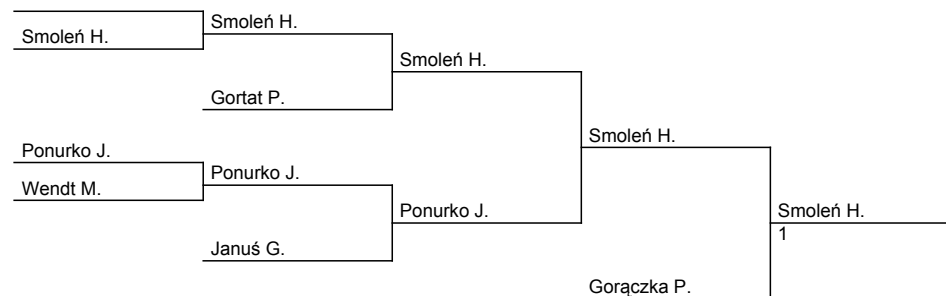 Smoleń H.
Smoleń H.
Smoleń H.
Gortat P.
Smoleń H.
Ponurko J.
Ponurko J.
Wendt M.
Ponurko J.
Smoleń H.
Januś G.
1
Gorączka P.